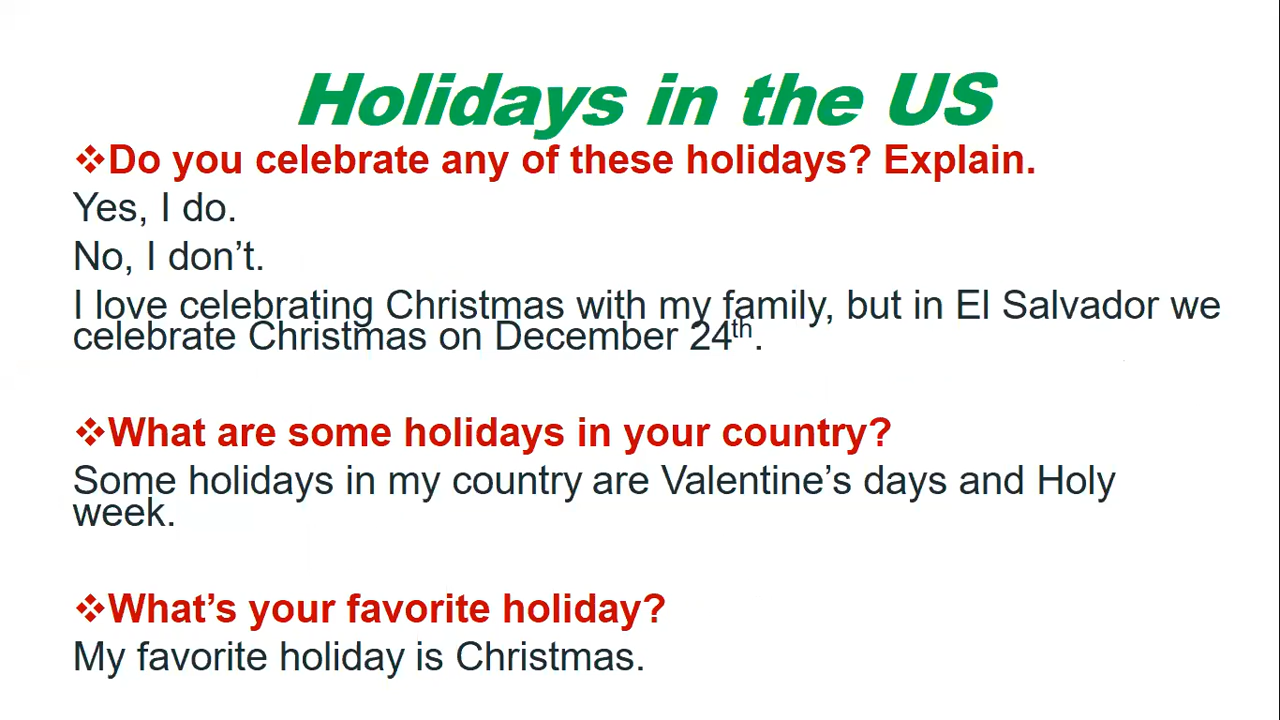 Holidays in the US
❖Do you celebrate any of these holidays? Explain.
Yes, I do.
No, I don’t.
I love celebrating Christmas with my family, but in El Salvador we
celebrate Christmas on December 24th.
❖What are some holidays in your country?
Some holidays in my country are Valentine’s days and Holy
week.
❖What’s your favorite holiday?
My favorite holiday is Christmas.